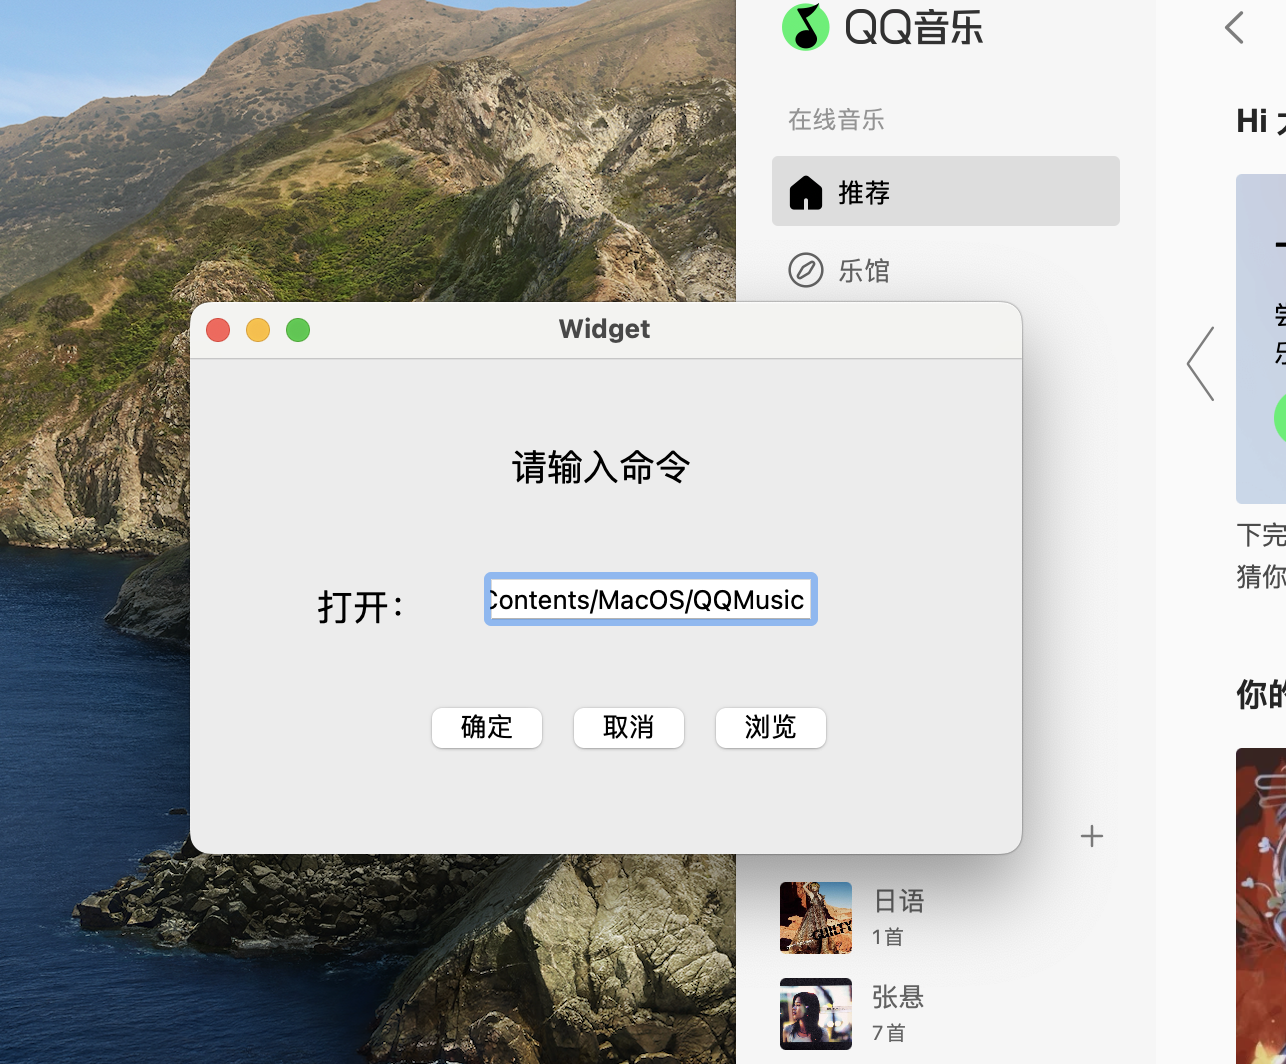 QQ音乐
在线音乐
Hi
推荐
乐馆
Widget
请输入命令
打开：
Contents/MacOS/QQMusic
确定
取消
浏览
下完
猜你
你的
日语
1首
张悬
7首
GUILTY